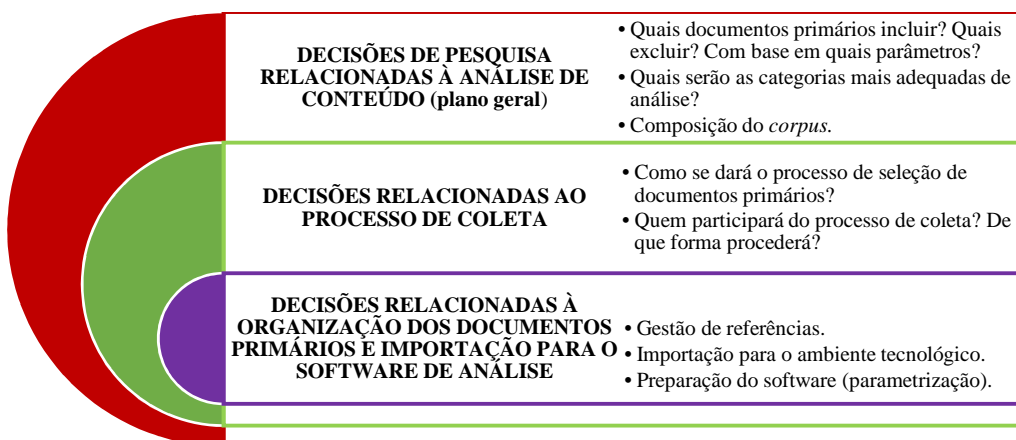 DECISÕES DE PESQUISA
RELACIONADAS À ANÁLISE DE
CONTEÚDO (plano geral)
• Quais documentos primários incluir? Quais
excluir? Com base em quais parâmetros?
• Quais serão as categorias mais adequadas de
análise?
• Composição do corpus.
DECISÕES RELACIONADAS AO
PROCESSO DE COLETA
• Como se dará o processo de seleção de
documentos primários?
• Quem participará do processo de coleta? De
que forma procederá?
DECISÕES RELACIONADAS À
ORGANIZAÇÃO DOS DOCUMENTOS
PRIMÁRIOS E IMPORTAÇÃO PARA O
SOFTWARE DE ANÁLISE
• Gestão de referências.
• Importação para o ambiente tecnológico.
• Preparação do software (parametrização).